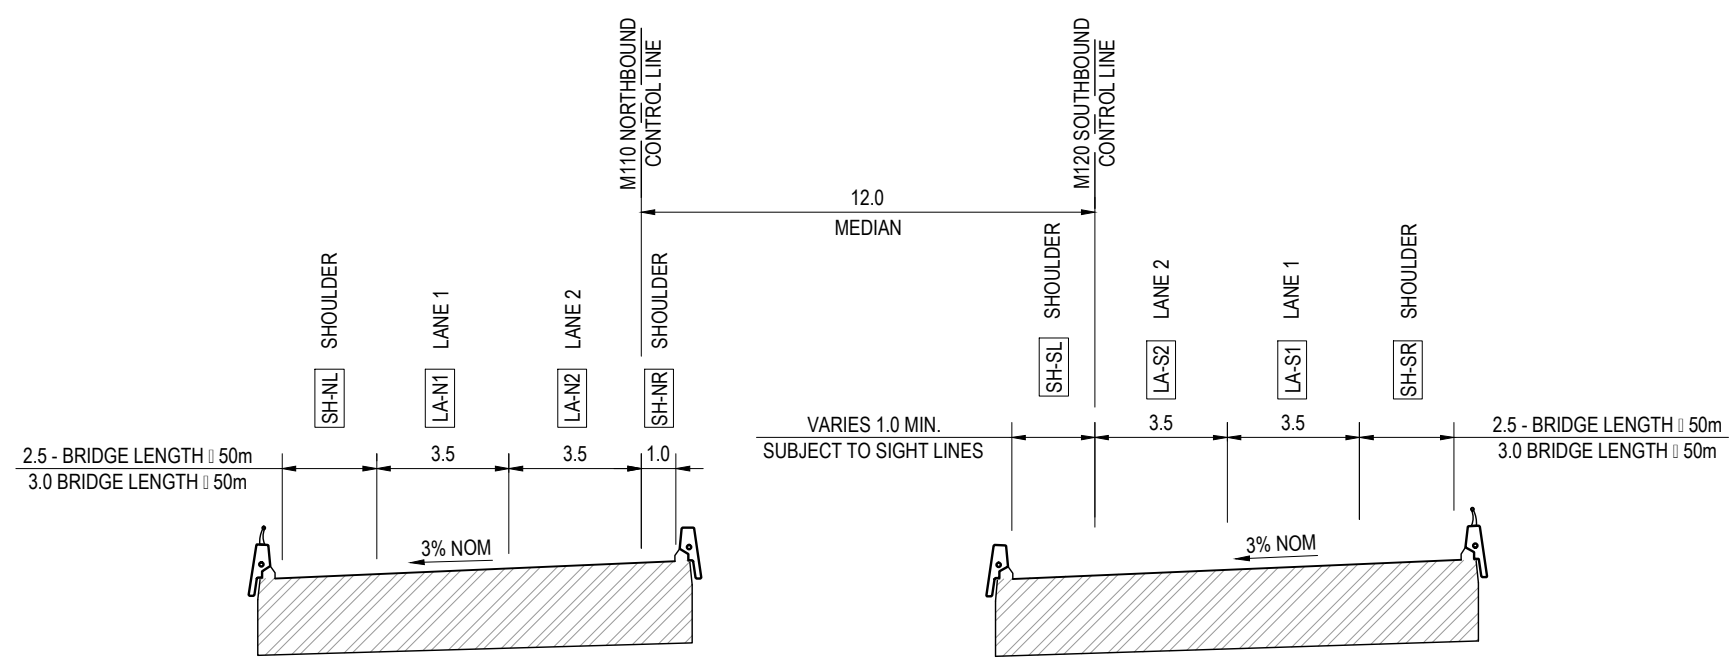 M110 NORTHBOUND
CONTROL LINE
M120 SOUTHBOUND
CONTROL LINE
12.0
MEDIAN
SHOULDER
LANE 1
LANE 2
SHOULDER
SHOULDER
LANE 2
LANE 1
SHOULDER
SH-NL
LA-N1
LA-N2
SH-NR
SH-SL
LA-S2
LA-S1
SH-SR
2.5 - BRIDGE LENGTH ▯ 50m
3.0 BRIDGE LENGTH ▯ 50m
3.5
3.5
1.0
VARIES 1.0 MIN.
SUBJECT TO SIGHT LINES
3.5
3.5
2.5 - BRIDGE LENGTH ▯ 50m
3.0 BRIDGE LENGTH ▯ 50m
3% NOM
3% NOM